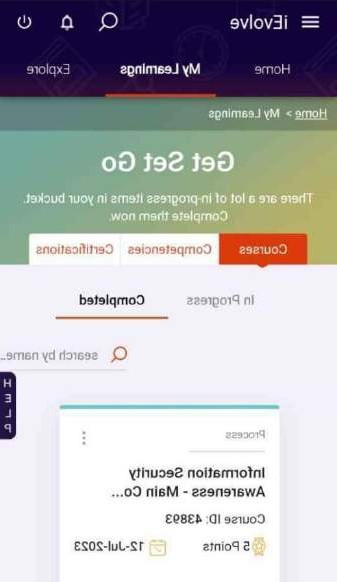 iEvolve
Home My Learnings Explore
Home > My Learnings
Get Set Go
There are a lot of in-progress items in your bucket.
Complete them now.
Courses Competencies Certifications
In Progress Completed
search by name...
HELP
Process
Information Security
Awareness - Main Co...
Course ID: 43893
5 Points 12-Jul-2023